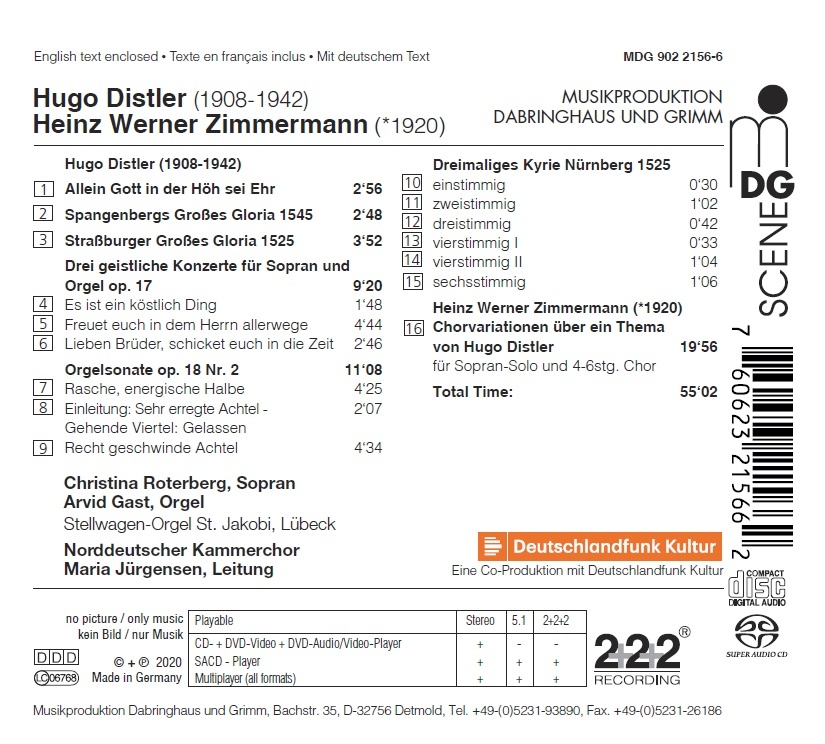 English text enclosed • Texte en français inclus • Mit deutschem Text
MDG 902 2156-6
Hugo Distler (1908-1942)
Heinz Werner Zimmermann (*1920)
MUSIKPRODUKTION
DABRINGHAUS UND GRIMM
Hugo Distler (1908-1942)
1 Allein Gott in der Höh sei Ehr 2‘56
2 Spangenbergs Großes Gloria 1545 2‘48
3 Straßburger Großes Gloria 1525 3‘52
Drei geistliche Konzerte für Sopran und
Orgel op. 17 9‘20
4 Es ist ein köstlich Ding 1‘48
5 Freuet euch in dem Herrn allerwege 4‘44
6 Lieben Brüder, schicket euch in die Zeit 2‘46
Orgelsonate op. 18 Nr. 2 11‘08
7 Rasche, energische Halbe 4‘25
8 Einleitung: Sehr erregte Achtel - 2‘07
Gehende Viertel: Gelassen
9 Recht geschwinde Achtel 4‘34
Christina Roterberg, Sopran
Arvid Gast, Orgel
Stellwagen-Orgel St. Jakobi, Lübeck
Norddeutscher Kammerchor
Maria Jürgensen, Leitung
Dreimaliges Kyrie Nürnberg 1525
10 einstimmig 0‘30
11 zweistimmig 1‘02
12 dreistimmig 0‘42
13 vierstimmig I 0‘33
14 vierstimmig II 1‘04
15 sechsstimmig 1‘06
Heinz Werner Zimmermann (*1920)
16 Chorvariationen über ein Thema
von Hugo Distler 19‘56
für Sopran-Solo und 4-6stg. Chor
Total Time: 55‘02
Deutschlandfunk Kultur
Eine Co-Produktion mit Deutschlandfunk Kultur
mDG
SCENE
7 60623 21566 2
COMPACT
disc
DIGITAL AUDIO
SUPER AUDIO CD
no picture / only music
kein Bild / nur Musik
DDD
LC 06768
© + ℗ 2020
Made in Germany
Playable Stereo 5.1 2+2+2
CD- + DVD-Video + DVD-Audio/Video-Player + - -
SACD - Player + + +
Multiplayer (all formats) + + +
2+2+2®
RECORDING
Musikproduktion Dabringhaus und Grimm, Bachstr. 35, D-32756 Detmold, Tel. +49-(0)5231-93890, Fax. +49-(0)5231-26186